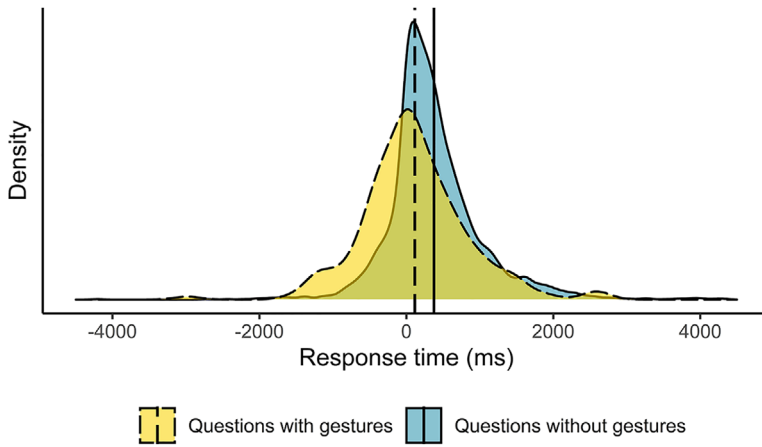 Density
-4000 -2000 0 2000 4000
Response time (ms)
Questions with gestures Questions without gestures